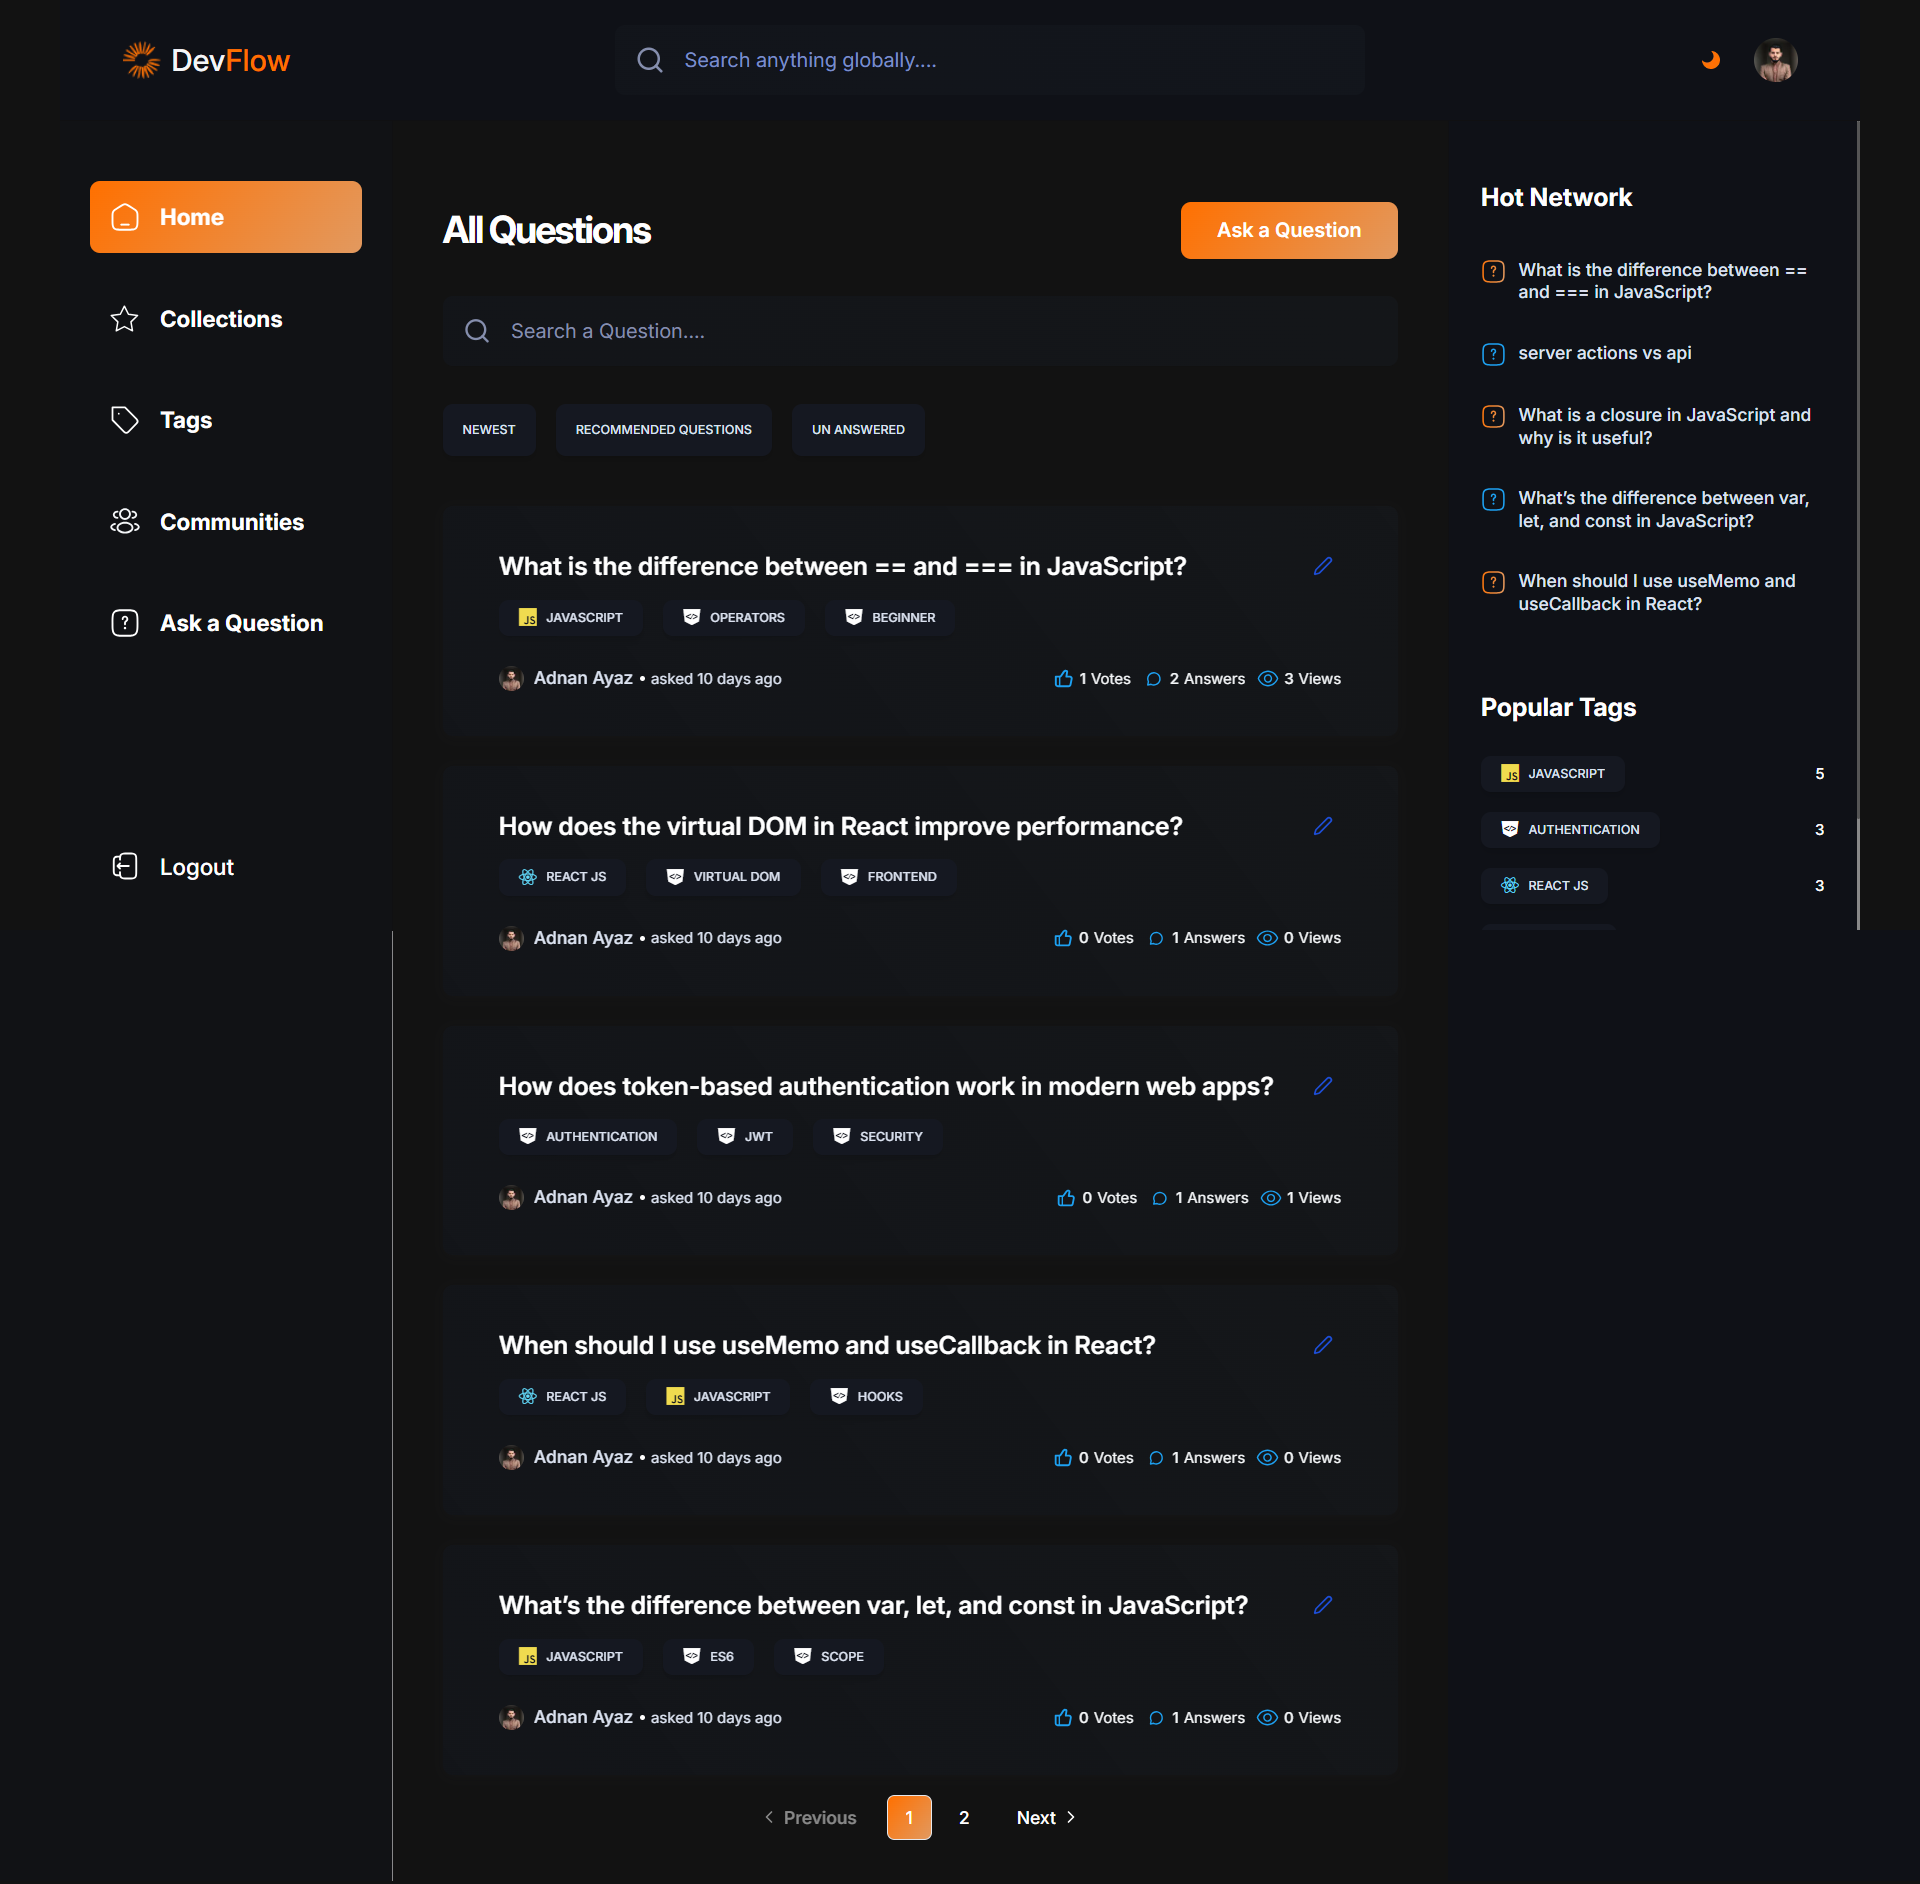 DevFlow
Search anything globally....
Home
Collections
Tags
Communities
Ask a Question
Logout
All Questions
Ask a Question
Search a Question....
NEWEST
RECOMMENDED QUESTIONS
UN ANSWERED
What is the difference between == and === in JavaScript?
JS JAVASCRIPT
OPERATORS
BEGINNER
Adnan Ayaz • asked 10 days ago
1 Votes
2 Answers
3 Views
How does the virtual DOM in React improve performance?
REACT JS
VIRTUAL DOM
FRONTEND
Adnan Ayaz • asked 10 days ago
0 Votes
1 Answers
0 Views
How does token-based authentication work in modern web apps?
AUTHENTICATION
JWT
SECURITY
Adnan Ayaz • asked 10 days ago
0 Votes
1 Answers
1 Views
When should I use useMemo and useCallback in React?
REACT JS
JS JAVASCRIPT
HOOKS
Adnan Ayaz • asked 10 days ago
0 Votes
1 Answers
0 Views
What’s the difference between var, let, and const in JavaScript?
JS JAVASCRIPT
ES6
SCOPE
Adnan Ayaz • asked 10 days ago
0 Votes
1 Answers
0 Views
Previous
1
2
Next
Hot Network
What is the difference between ==
and === in JavaScript?
server actions vs api
What is a closure in JavaScript and
why is it useful?
What’s the difference between var,
let, and const in JavaScript?
When should I use useMemo and
useCallback in React?
Popular Tags
JS JAVASCRIPT
5
AUTHENTICATION
3
REACT JS
3